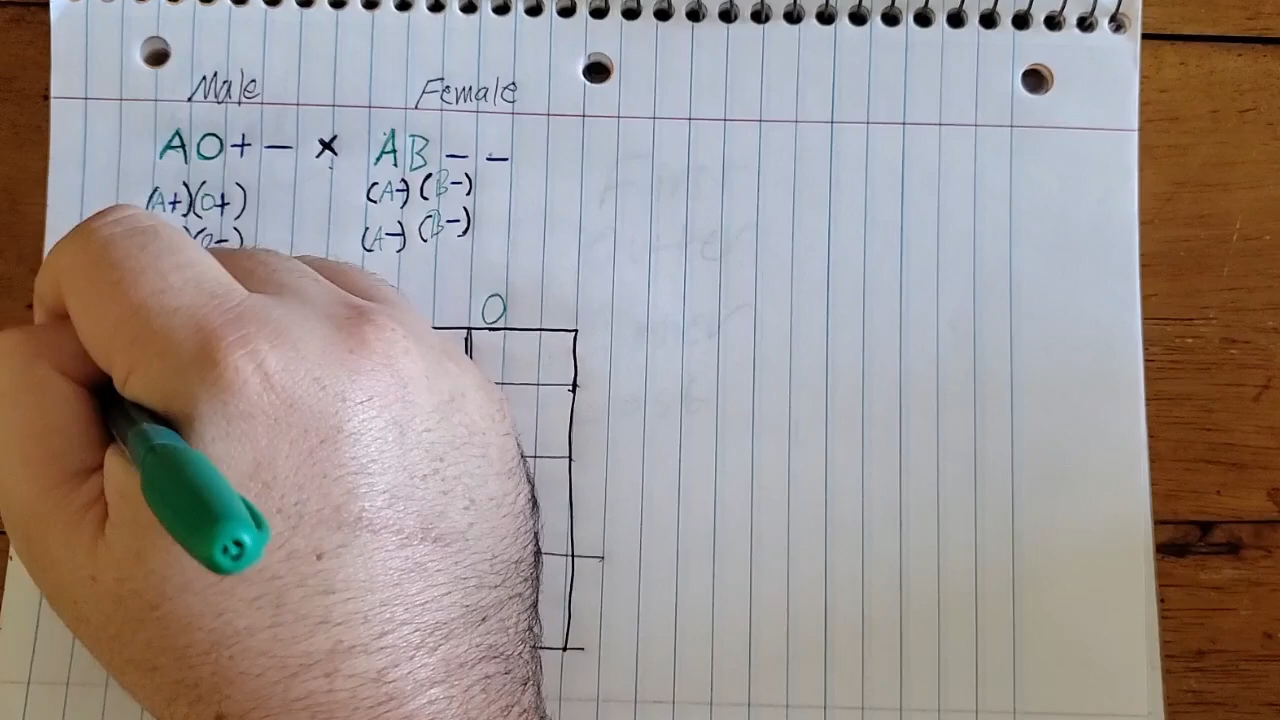 Male Female
AO+- × AB--
(A+)(O+) (A-) (B-)
)(O-) (A-) (B-)
O